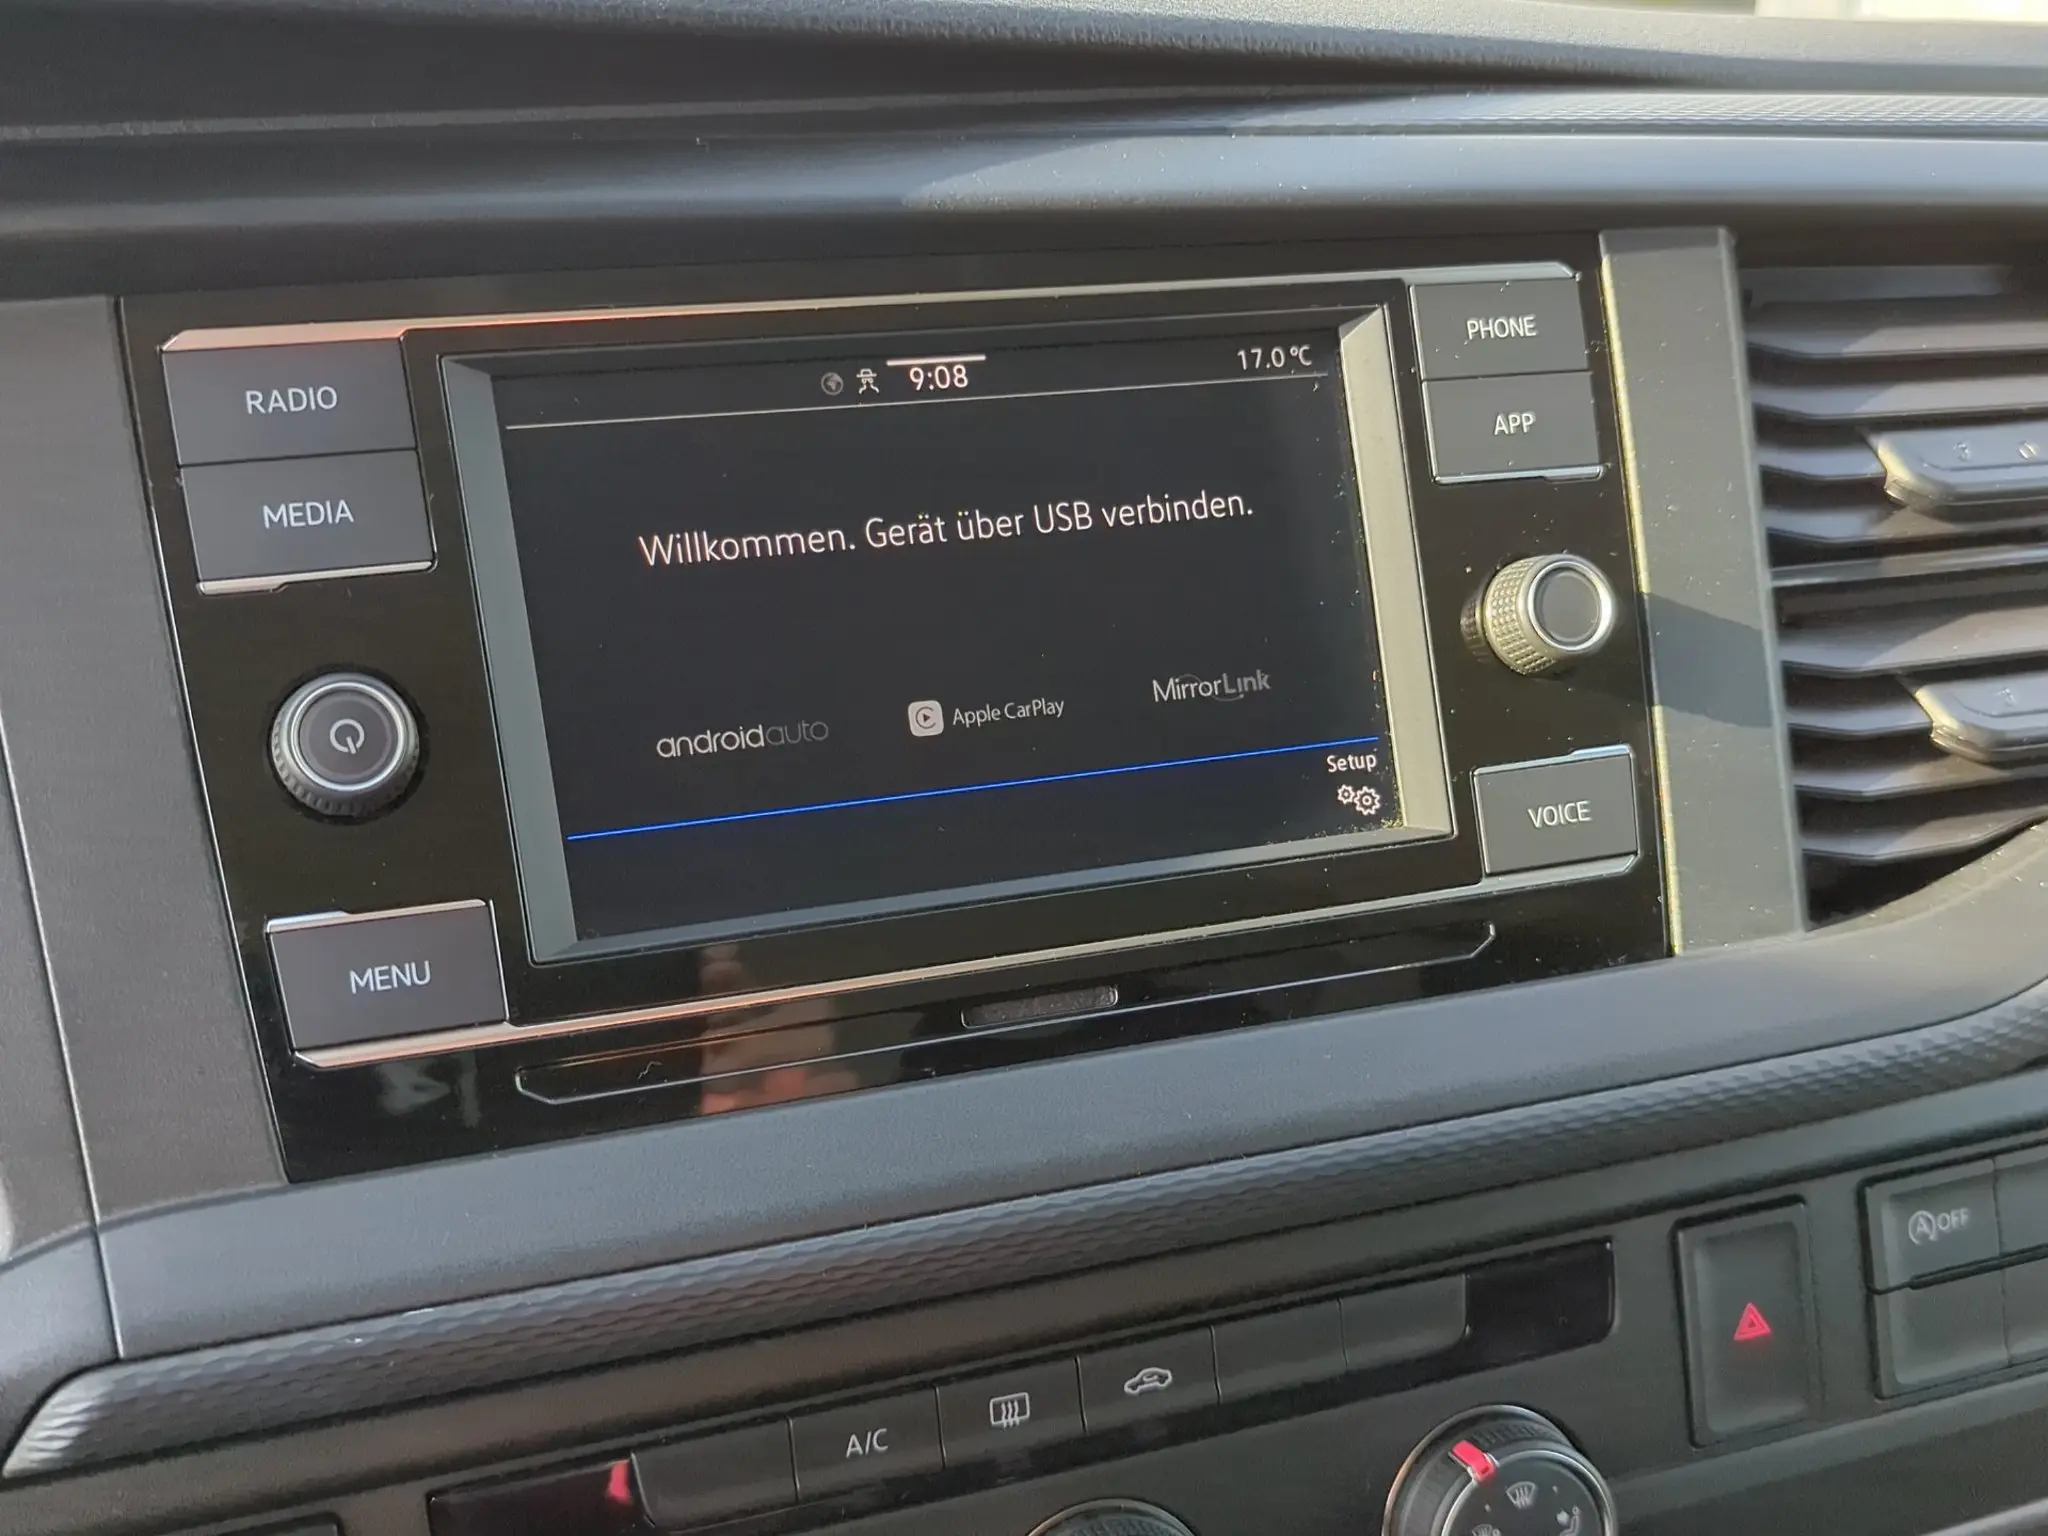 9:08
17.0 °C
PHONE
RADIO
APP
MEDIA
Willkommen. Gerät über USB verbinden.
androidauto
Apple CarPlay
MirrorLink
Setup
VOICE
MENU
A OFF
A/C